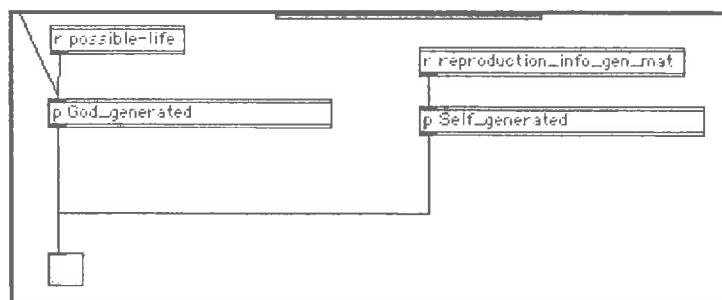 r possible-life
r reproduction_info_gen_mat
p God_generated
p Self_generated